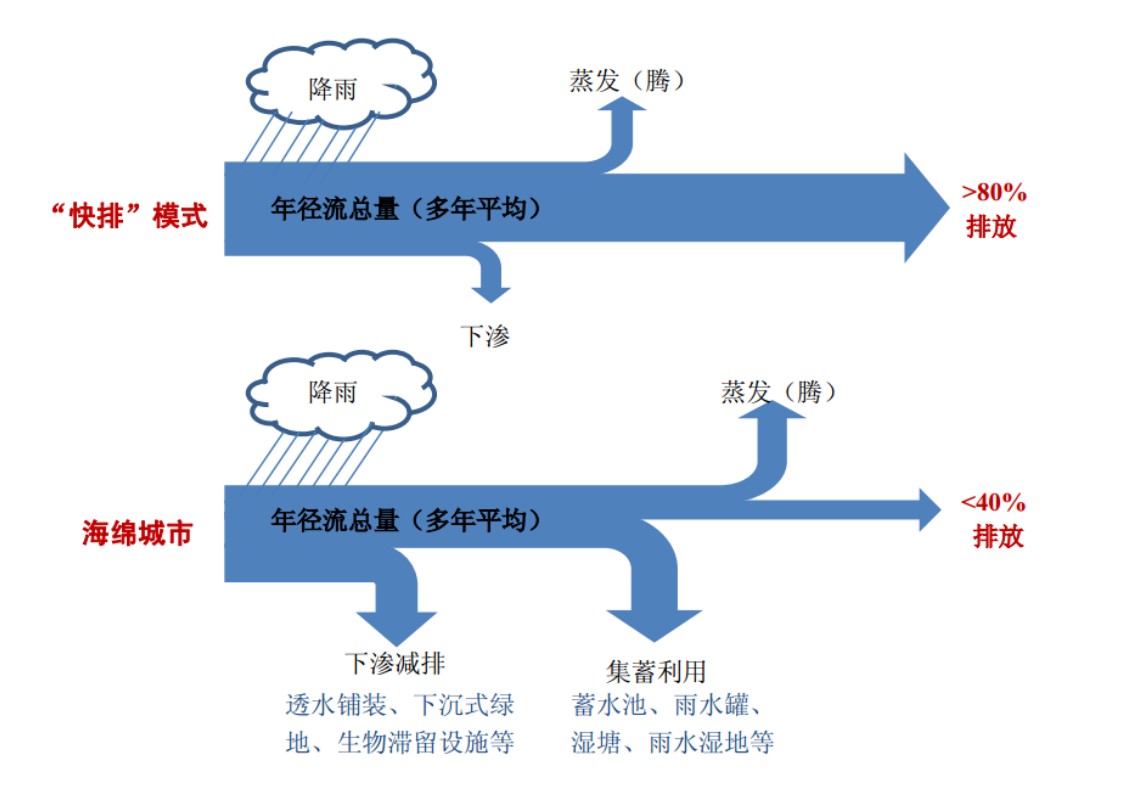 降雨
蒸发（腾）
“快排”模式
年径流总量（多年平均）
>80%
排放
下渗
降雨
蒸发（腾）
海绵城市
年径流总量（多年平均）
<40%
排放
下渗减排
透水铺装、下沉式绿
地、生物滞留设施等
集蓄利用
蓄水池、雨水罐、
湿塘、雨水湿地等